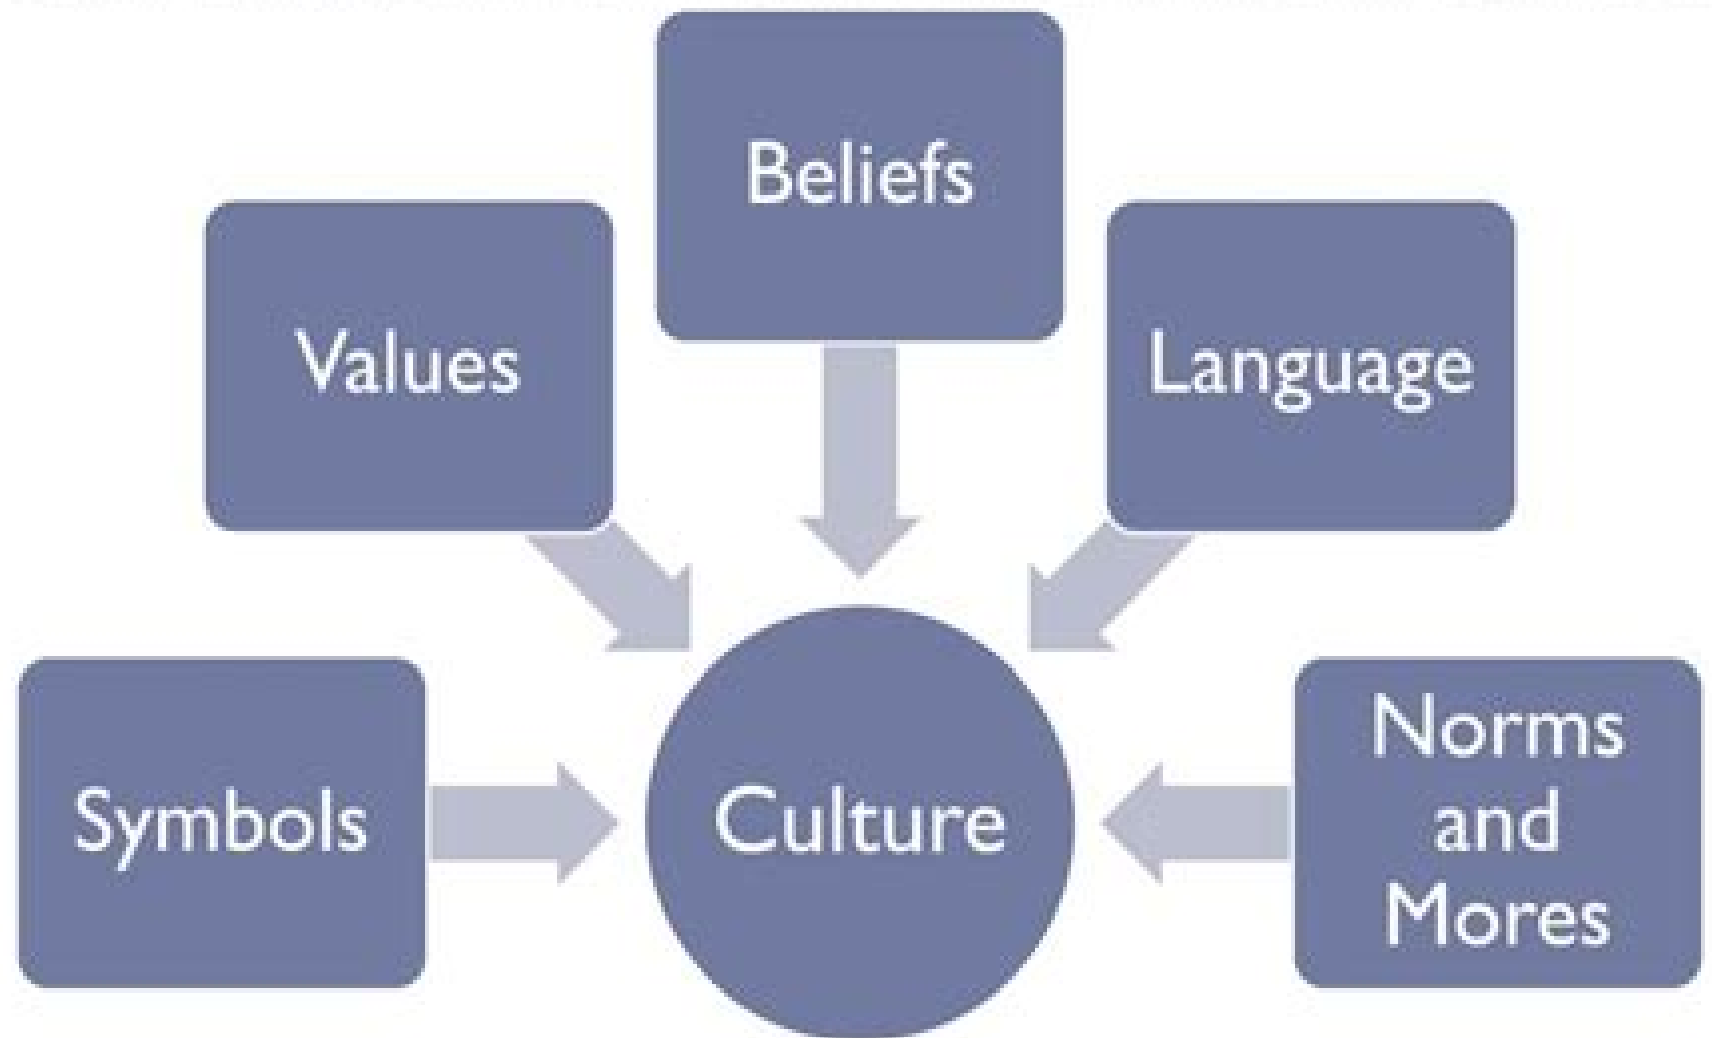 Beliefs
Values
Language
Symbols
Culture
Norms
and
Mores